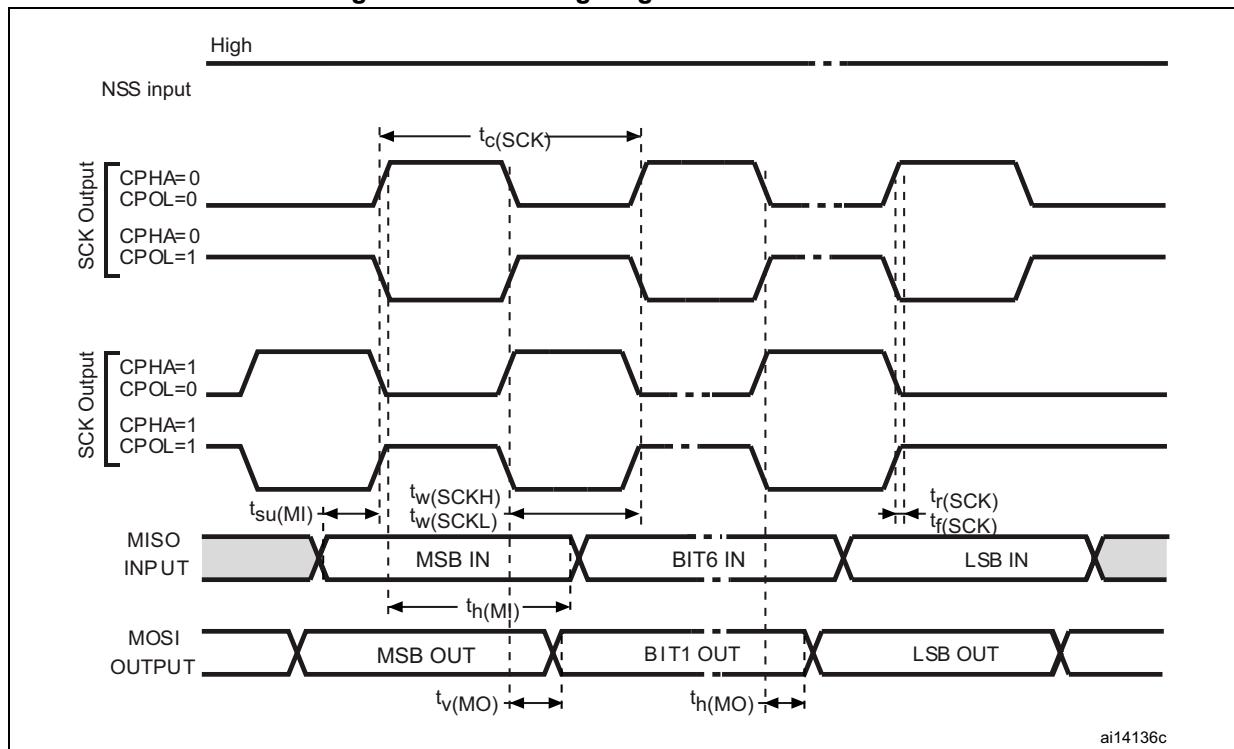 High
NSS input
tc(SCK)
SCK Output
CPHA=0
CPOL=0
CPHA=0
CPOL=1
SCK Output
CPHA=1
CPOL=0
CPHA=1
CPOL=1
tsu(MI)
tw(SCKH)
tw(SCKL)
tr(SCK)
tf(SCK)
MISO
INPUT
MSB IN
BIT6 IN
LSB IN
th(MI)
MOSI
OUTPUT
MSB OUT
BIT1 OUT
LSB OUT
tv(MO)
th(MO)
ai14136c